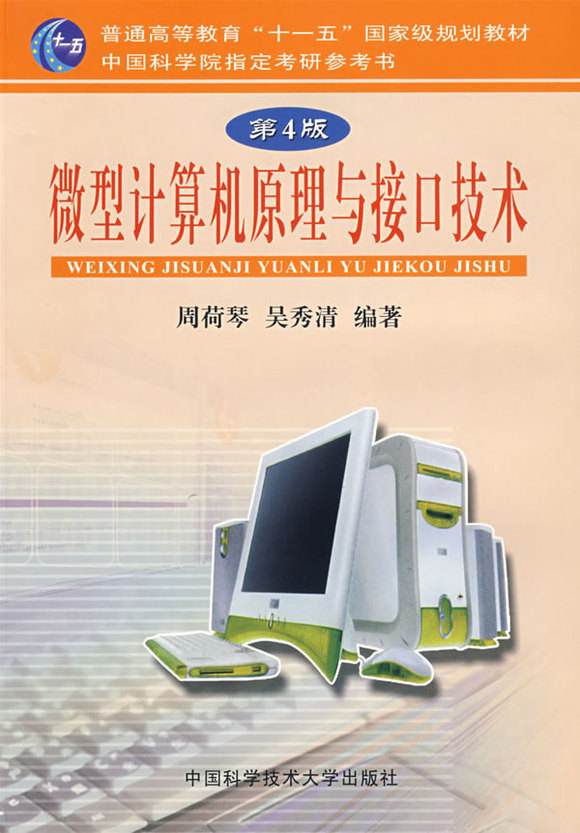 十一五
普通高等教育“十一五”国家级规划教材
中国科学院指定考研参考书
第4版
微型计算机原理与接口技术
WEIXING JISUANJI YUANLI YU JIEKOU JISHU
周荷琴 吴秀清 编著
中国科学技术大学出版社